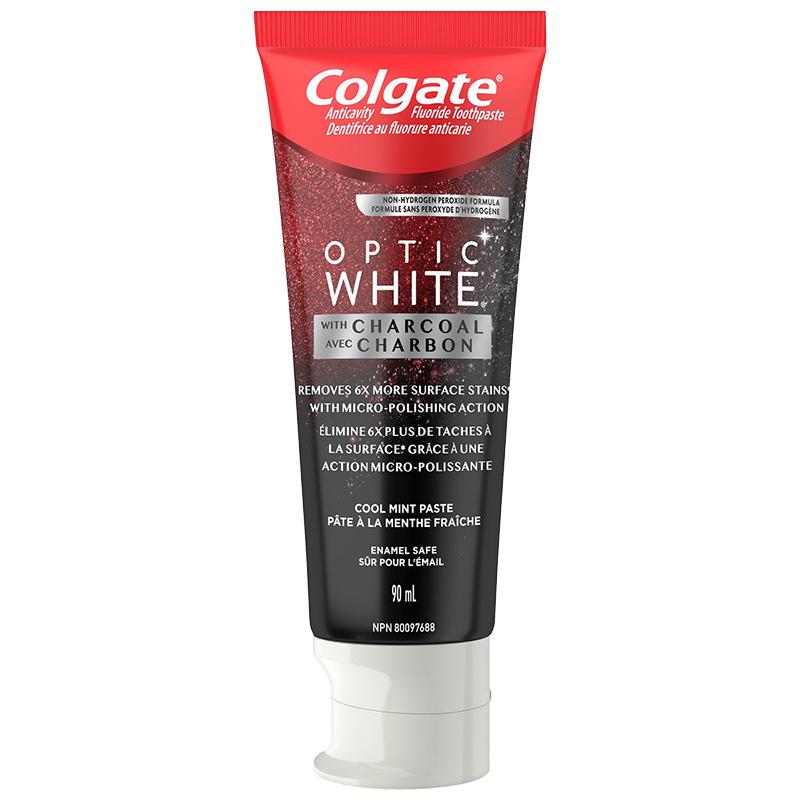 Colgate®
Anticavity Fluoride Toothpaste
Dentifrice au fluorure anticarie
NON-HYDROGEN PEROXIDE FORMULA
FORMULE SANS PEROXYDE D'HYDROGÈNE
OPTIC
WHITE®
WITH CHARCOAL
AVEC CHARBON
REMOVES 6X MORE SURFACE STAINS*
WITH MICRO-POLISHING ACTION
ÉLIMINE 6X PLUS DE TACHES À
LA SURFACE* GRÂCE À UNE
ACTION MICRO-POLISSANTE
COOL MINT PASTE
PÂTE À LA MENTHE FRAÎCHE
ENAMEL SAFE
SÛR POUR L'ÉMAIL
90 mL
NPN 80097688